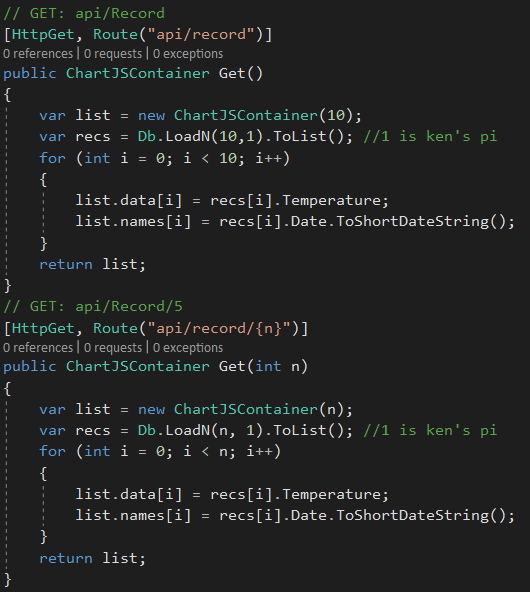 // GET: api/Record
[HttpGet, Route("api/record")]
0 references | 0 requests | 0 exceptions
public ChartJSContainer Get()
{
    var list = new ChartJSContainer(10);
    var recs = Db.LoadN(10,1).ToList(); //1 is ken's pi
    for (int i = 0; i < 10; i++)
    {
        list.data[i] = recs[i].Temperature;
        list.names[i] = recs[i].Date.ToShortDateString();
    }
    return list;
}
// GET: api/Record/5
[HttpGet, Route("api/record/{n}")]
0 references | 0 requests | 0 exceptions
public ChartJSContainer Get(int n)
{
    var list = new ChartJSContainer(n);
    var recs = Db.LoadN(n, 1).ToList(); //1 is ken's pi
    for (int i = 0; i < n; i++)
    {
        list.data[i] = recs[i].Temperature;
        list.names[i] = recs[i].Date.ToShortDateString();
    }
    return list;
}